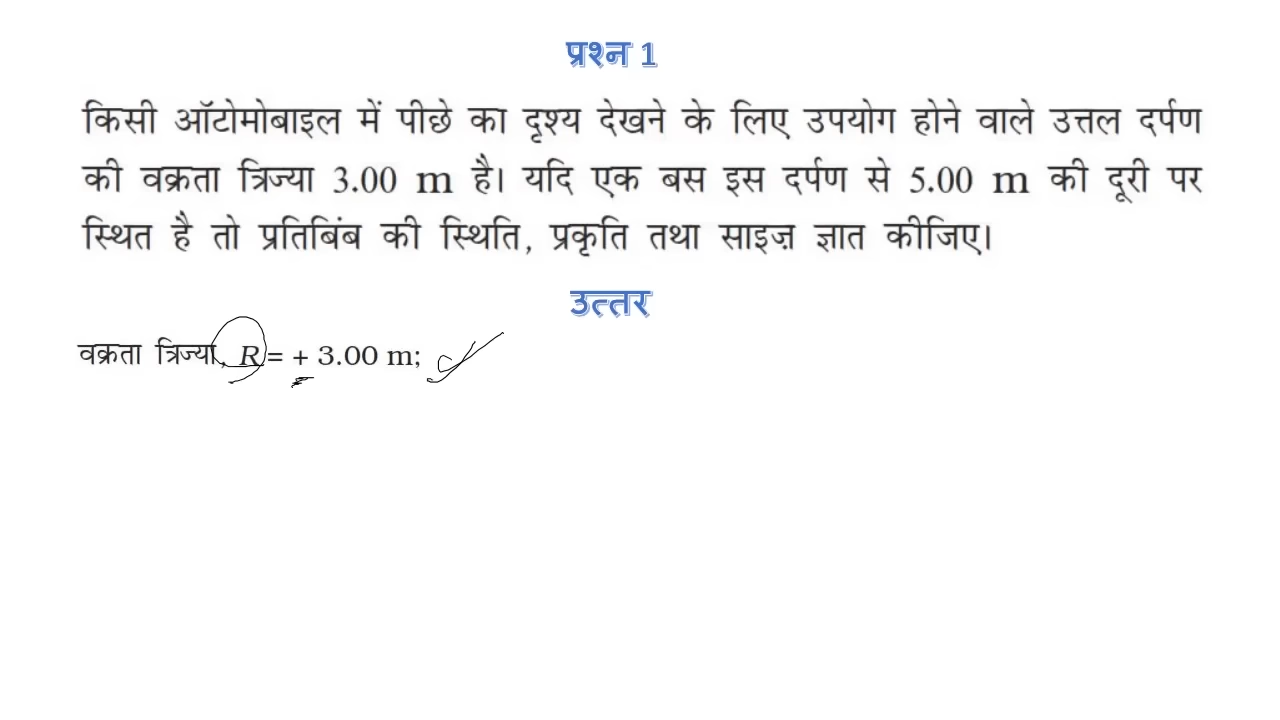 प्रश्न 1
किसी ऑटोमोबाइल में पीछे का दृश्य देखने के लिए उपयोग होने वाले उत्तल दर्पण
की वक्रता त्रिज्या 3.00 m है। यदि एक बस इस दर्पण से 5.00 m की दूरी पर
स्थित है तो प्रतिबिंब की स्थिति, प्रकृति तथा साइज़ ज्ञात कीजिए।
उत्तर
वक्रता त्रिज्या, R = + 3.00 m;